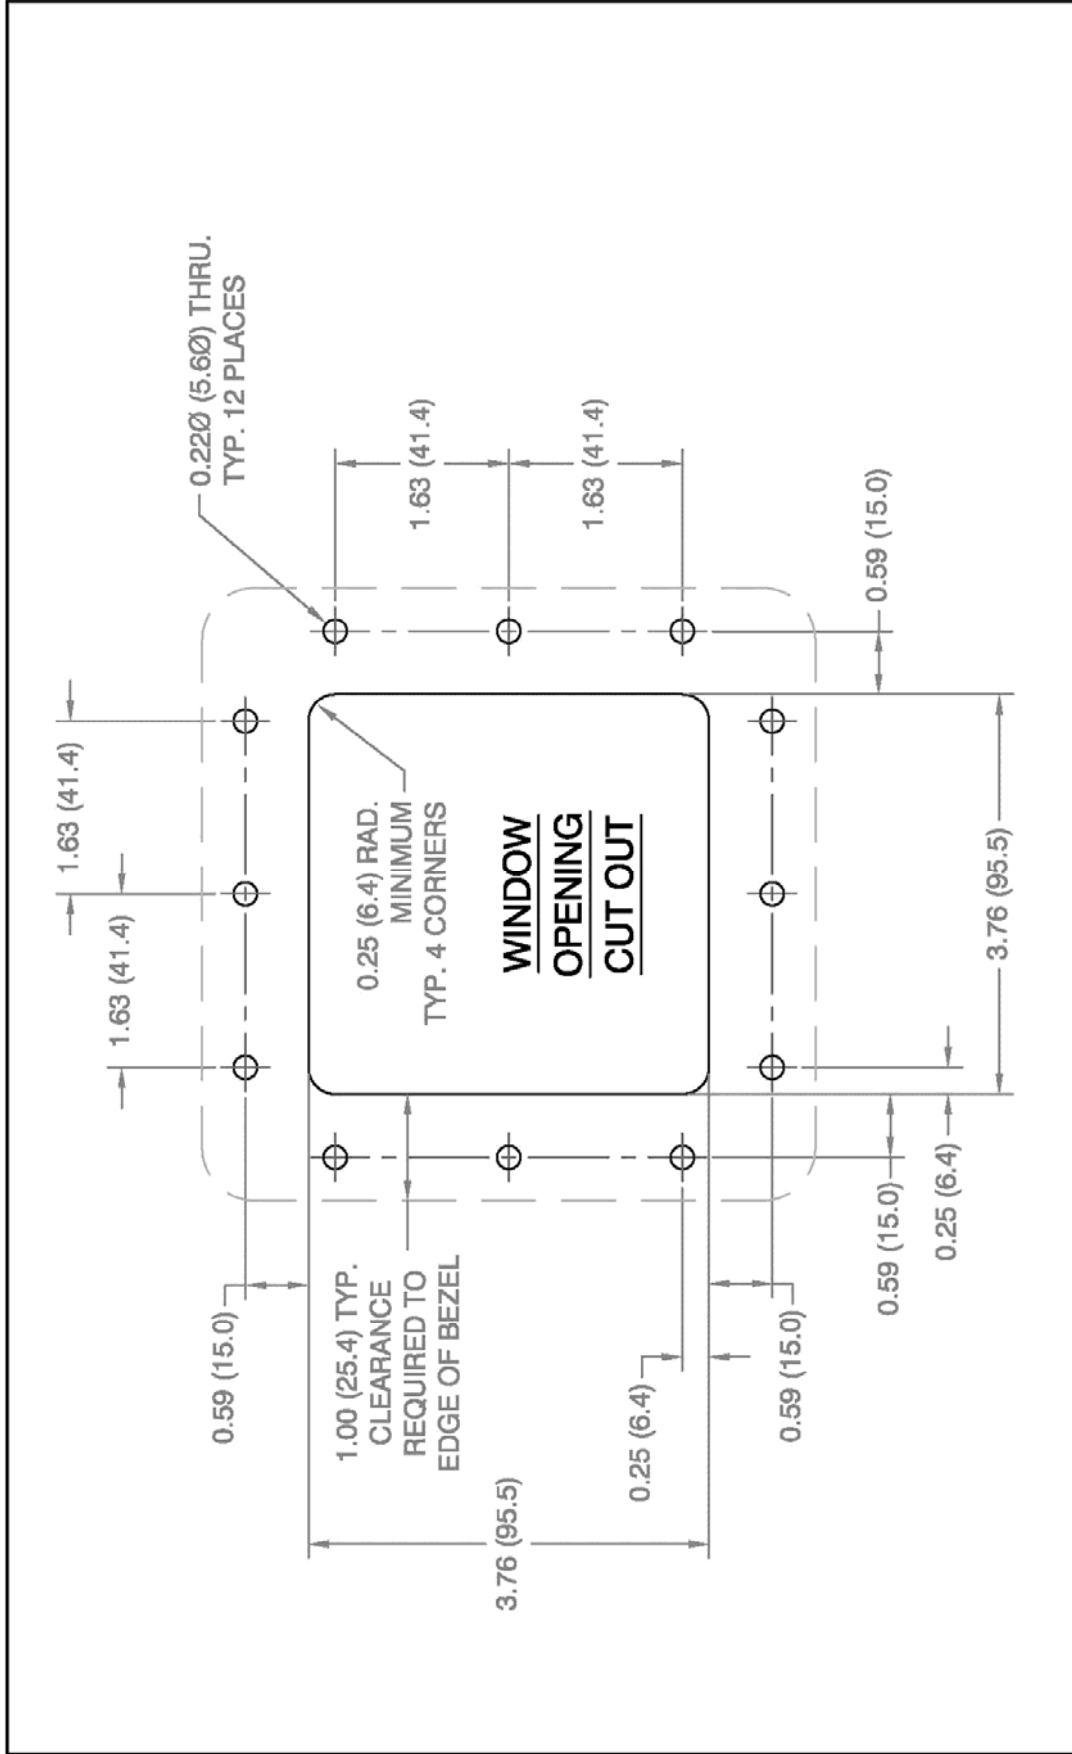 0.22Ø (5.6Ø) THRU.
TYP. 12 PLACES
1.63 (41.4)
1.63 (41.4)
0.59 (15.0)
1.00 (25.4) TYP.
CLEARANCE
REQUIRED TO
EDGE OF BEZEL
0.25 (6.4) RAD.
MINIMUM
TYP. 4 CORNERS
1.63 (41.4)
1.63 (41.4)
3.76 (95.5)
WINDOW
OPENING
CUT OUT
0.25 (6.4)
0.59 (15.0)
0.59 (15.0)
0.59 (15.0)
0.25 (6.4)
3.76 (95.5)